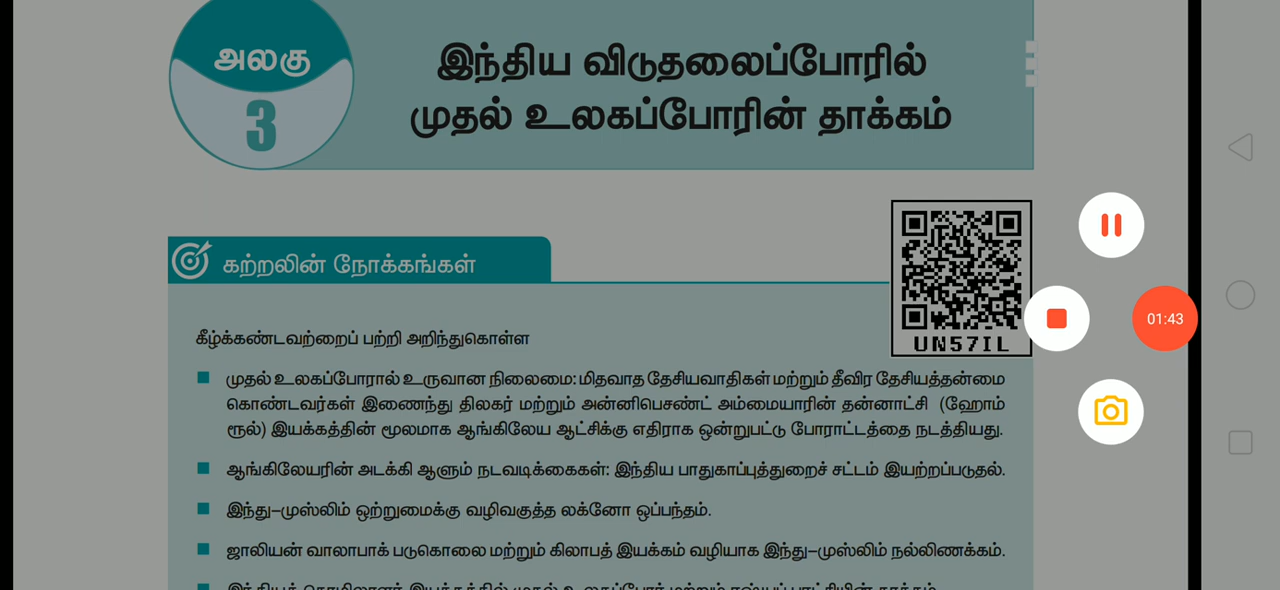 அலகு
3
இந்திய விடுதலைப்போரில்
முதல் உலகப்போரின் தாக்கம்
கற்றலின் நோக்கங்கள்
UN57IL
01:43
கீழ்க்கண்டவற்றைப் பற்றி அறிந்துகொள்ள
முதல் உலகப்போரால் உருவான நிலைமை: மிதவாத தேசியவாதிகள் மற்றும் தீவிர தேசியத்தன்மை
கொண்டவர்கள் இணைந்து திலகர் மற்றும் அன்னிபெசண்ட் அம்மையாரின் தன்னாட்சி (ஹோம்
ரூல்) இயக்கத்தின் மூலமாக ஆங்கிலேய ஆட்சிக்கு எதிராக ஒன்றுபட்டு போராட்டத்தை நடத்தியது.
ஆங்கிலேயரின் அடக்கி ஆளும் நடவடிக்கைகள்: இந்திய பாதுகாப்புத்துறைச் சட்டம் இயற்றப்படுதல்.
இந்து–முஸ்லிம் ஒற்றுமைக்கு வழிவகுத்த லக்னோ ஒப்பந்தம்.
ஜாலியன் வாலாபாக் படுகொலை மற்றும் கிலாபத் இயக்கம் வழியாக இந்து–முஸ்லிம் நல்லிணக்கம்.